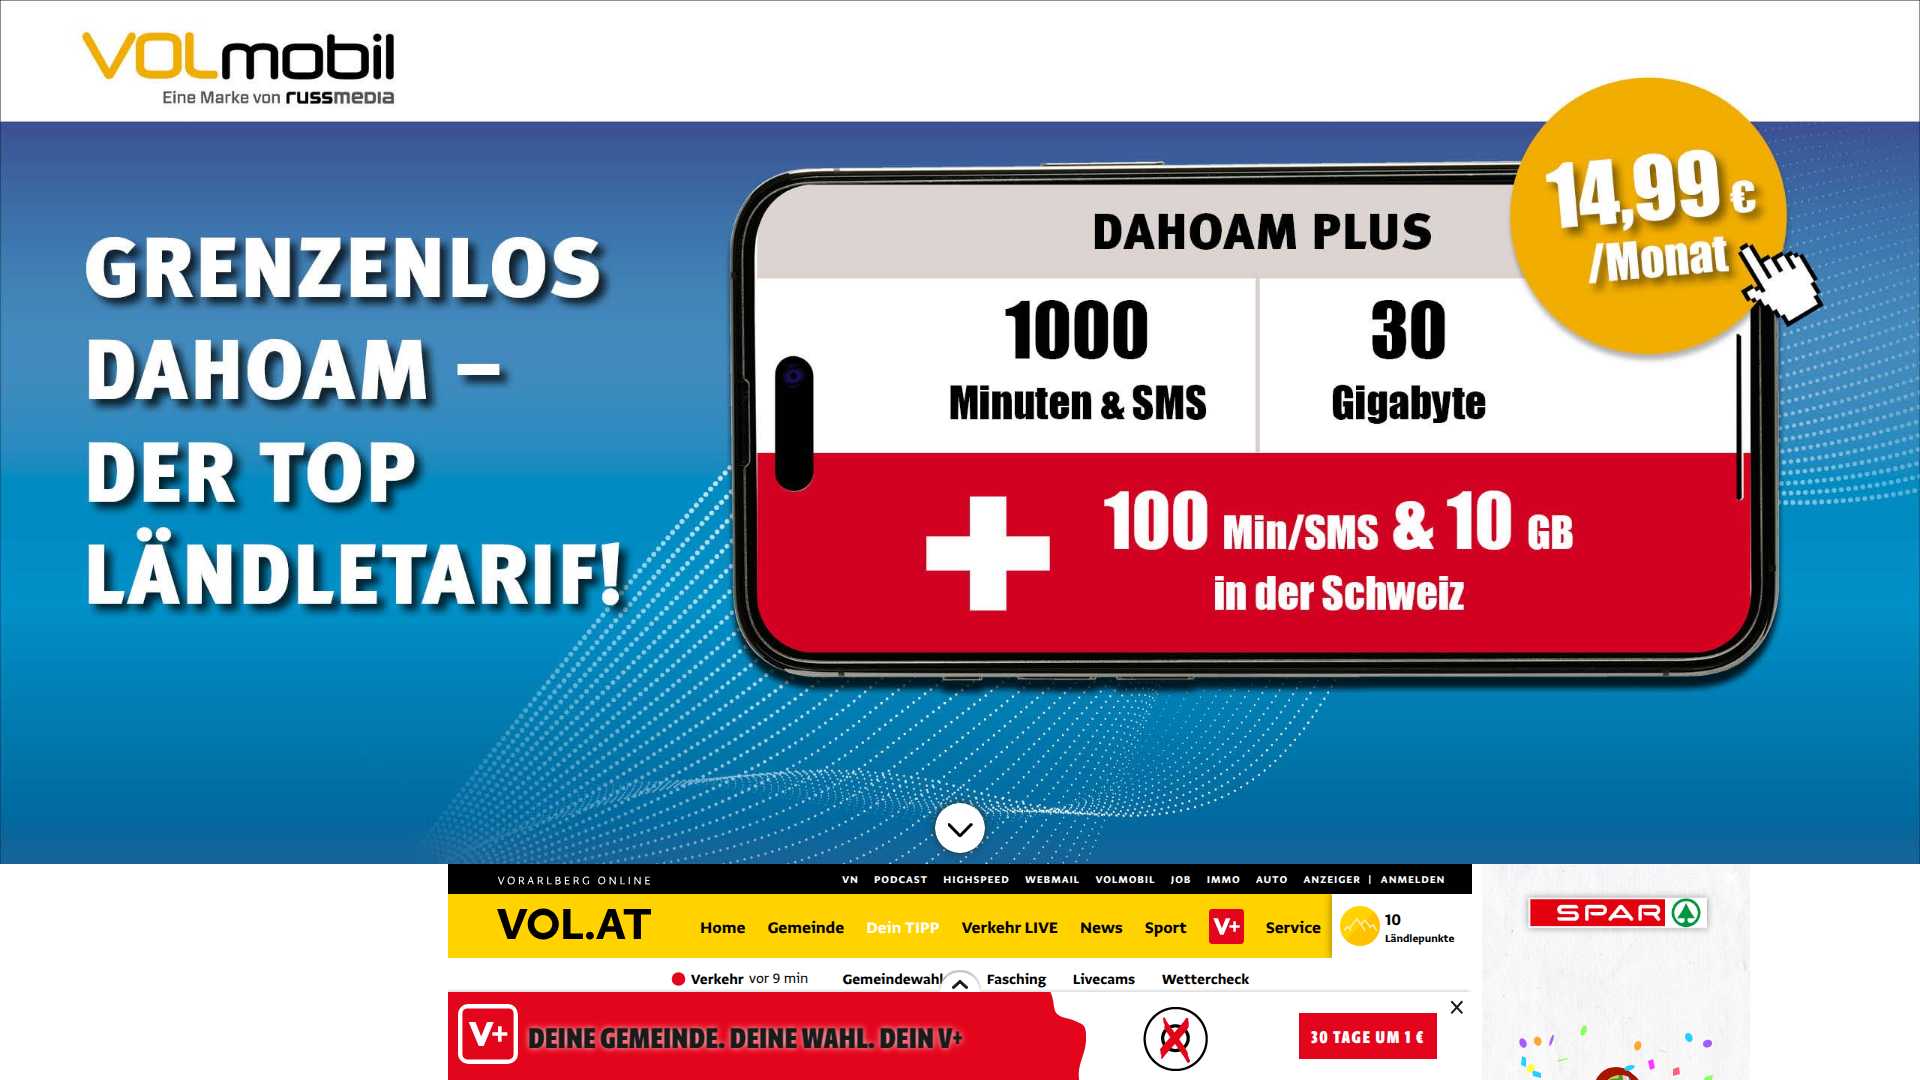 VOLmobil
Eine Marke von russmedia
14,99 €
/Monat
GRENZENLOS
DAHOAM –
DER TOP
LÄNDLETARIF!
DAHOAM PLUS
1000
Minuten & SMS
30
Gigabyte
100 Min/SMS & 10 GB
in der Schweiz
VORARLBERG ONLINE
VN PODCAST HIGHSPEED WEBMAIL VOLMOBIL JOB IMMO AUTO ANZEIGER | ANMELDEN
VOL.AT
Home Gemeinde Dein TIPP Verkehr LIVE News Sport V+ Service
10
Ländlepunkte
SPAR
Verkehr vor 9 min Gemeindewahl Fasching Livecams Wettercheck
V+ DEINE GEMEINDE. DEINE WAHL. DEIN V+
30 TAGE UM 1 €